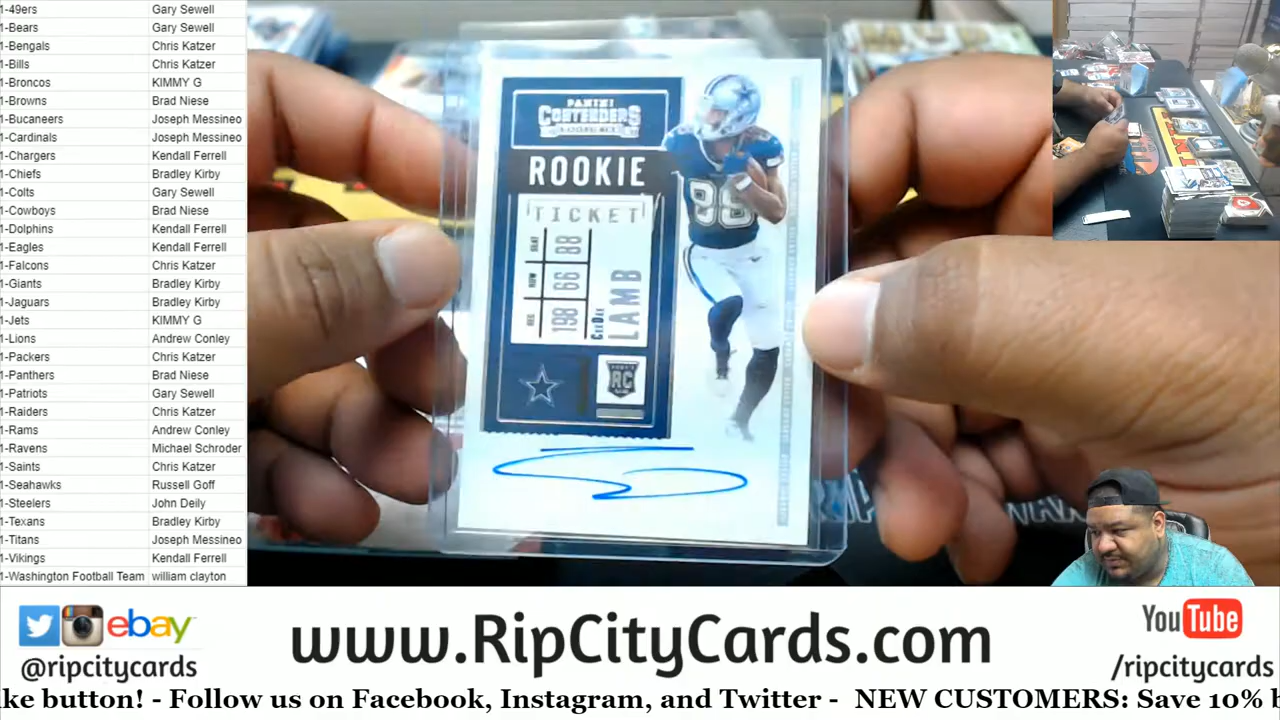 1-49ers Gary Sewell
1-Bears Gary Sewell
1-Bengals Chris Katzer
1-Bills Chris Katzer
1-Broncos KIMMY G
1-Browns Brad Niese
1-Bucaneers Joseph Messineo
1-Cardinals Joseph Messineo
1-Chargers Kendall Ferrell
1-Chiefs Bradley Kirby
1-Colts Gary Sewell
1-Cowboys Brad Niese
1-Dolphins Kendall Ferrell
1-Eagles Kendall Ferrell
1-Falcons Chris Katzer
1-Giants Bradley Kirby
1-Jaguars Bradley Kirby
1-Jets KIMMY G
1-Lions Andrew Conley
1-Packers Chris Katzer
1-Panthers Brad Niese
1-Patriots Gary Sewell
1-Raiders Chris Katzer
1-Rams Andrew Conley
1-Ravens Michael Schroder
1-Saints Chris Katzer
1-Seahawks Russell Goff
1-Steelers John Deily
1-Texans Bradley Kirby
1-Titans Joseph Messineo
1-Vikings Kendall Ferrell
1-Washington Football Team william clayton
PANINI
CONTENDERS
ROOKIE
TICKET
SEAT 88
ROW 66
SEC 198
CeeDee
LAMB
RC
88
ebay
@ripcitycards
www.RipCityCards.com
YouTube
/ripcitycards
ke button! - Follow us on Facebook, Instagram, and Twitter - NEW CUSTOMERS: Save 10% b